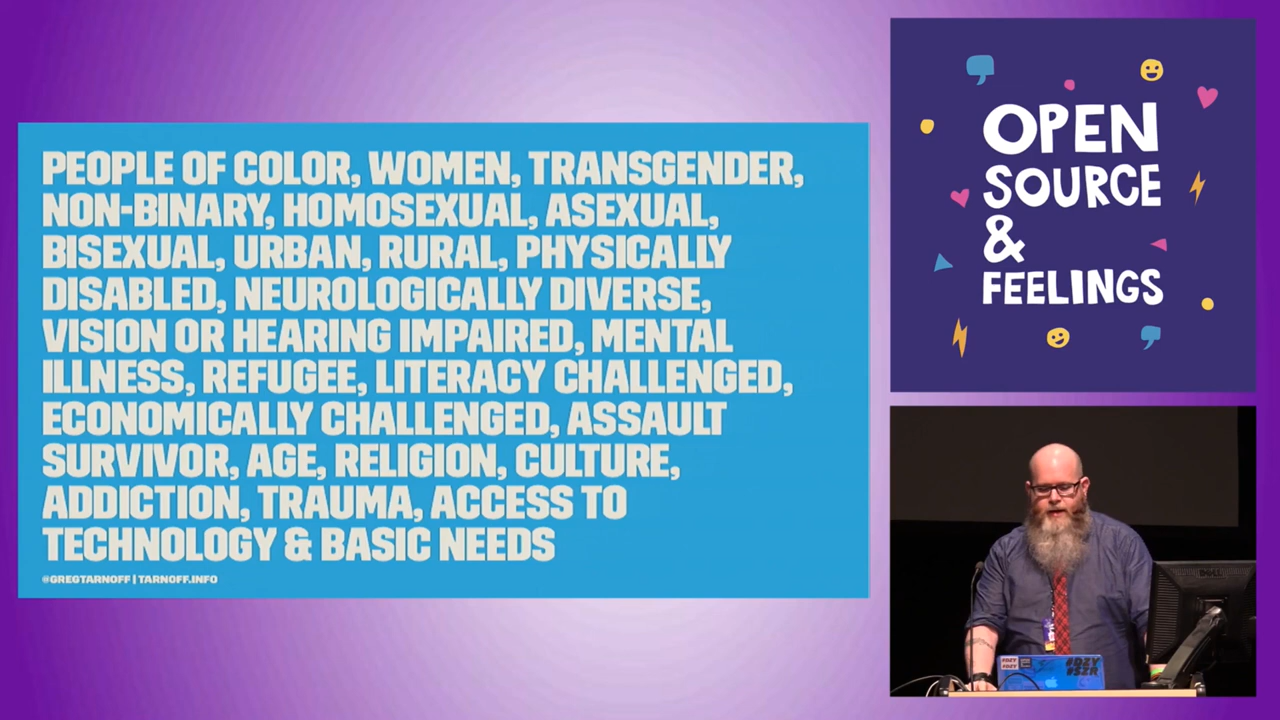 PEOPLE OF COLOR, WOMEN, TRANSGENDER,
NON-BINARY, HOMOSEXUAL, ASEXUAL,
BISEXUAL, URBAN, RURAL, PHYSICALLY
DISABLED, NEUROLOGICALLY DIVERSE,
VISION OR HEARING IMPAIRED, MENTAL
ILLNESS, REFUGEE, LITERACY CHALLENGED,
ECONOMICALLY CHALLENGED, ASSAULT
SURVIVOR, AGE, RELIGION, CULTURE,
ADDICTION, TRAUMA, ACCESS TO
TECHNOLOGY & BASIC NEEDS
@GREGTARNOFF | TARNOFF.INFO
OPEN
SOURCE
&
FEELINGS
DELL